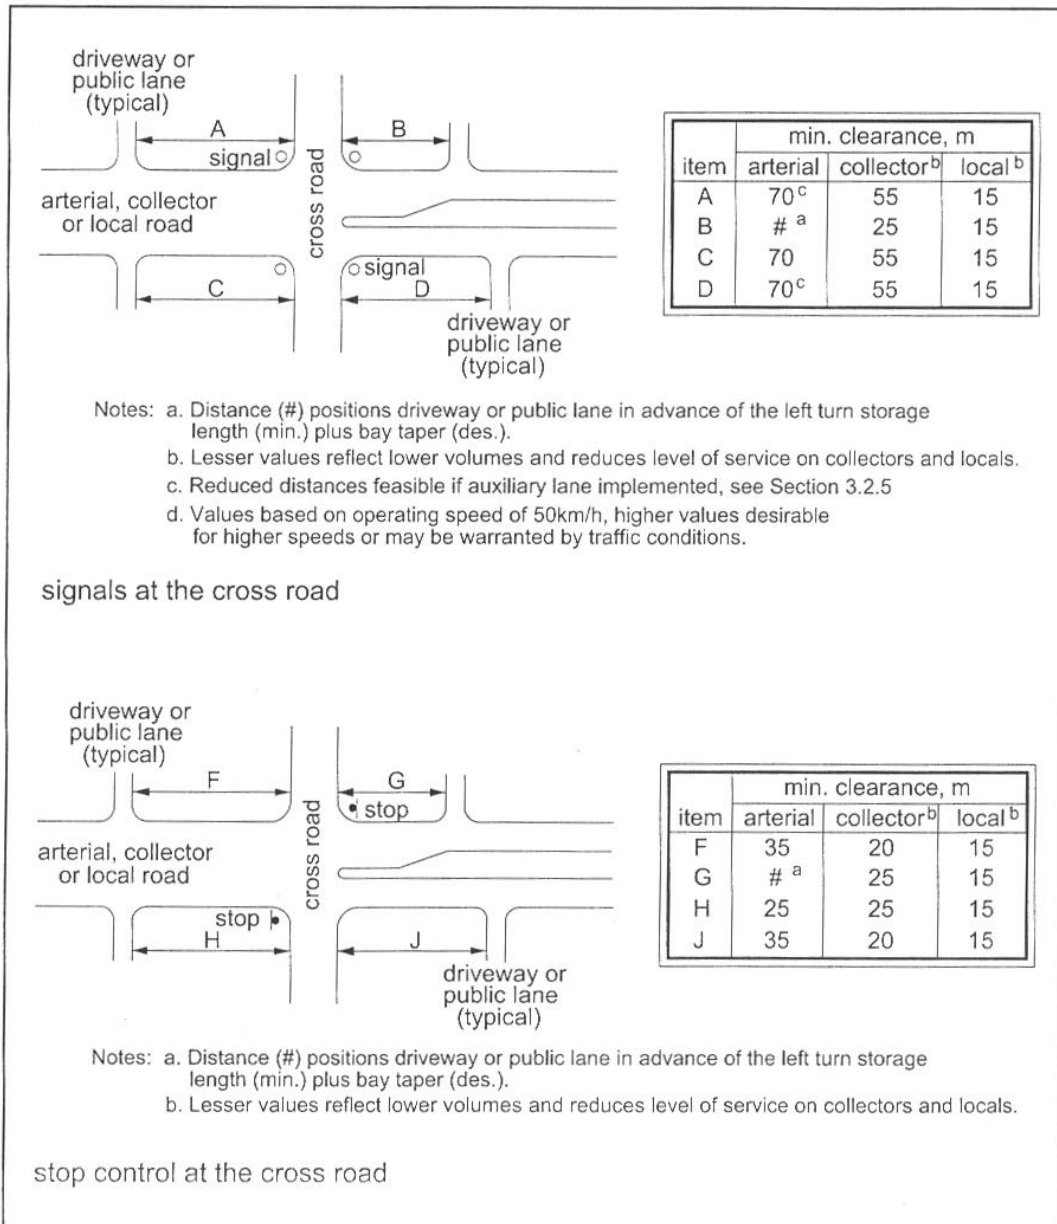 driveway or
public lane
(typical)
A
B
signal
cross road
arterial, collector
or local road
signal
C
D
driveway or
public lane
(typical)
min. clearance, m
item arterial collector b local b
A 70 c 55 15
B # a 25 15
C 70 55 15
D 70 c 55 15
Notes: a. Distance (#) positions driveway or public lane in advance of the left turn storage
length (min.) plus bay taper (des.).
b. Lesser values reflect lower volumes and reduces level of service on collectors and locals.
c. Reduced distances feasible if auxiliary lane implemented, see Section 3.2.5
d. Values based on operating speed of 50km/h, higher values desirable
for higher speeds or may be warranted by traffic conditions.
signals at the cross road
driveway or
public lane
(typical)
F
G
stop
cross road
arterial, collector
or local road
stop
H
J
driveway or
public lane
(typical)
min. clearance, m
item arterial collector b local b
F 35 20 15
G # a 25 15
H 25 25 15
J 35 20 15
Notes: a. Distance (#) positions driveway or public lane in advance of the left turn storage
length (min.) plus bay taper (des.).
b. Lesser values reflect lower volumes and reduces level of service on collectors and locals.
stop control at the cross road